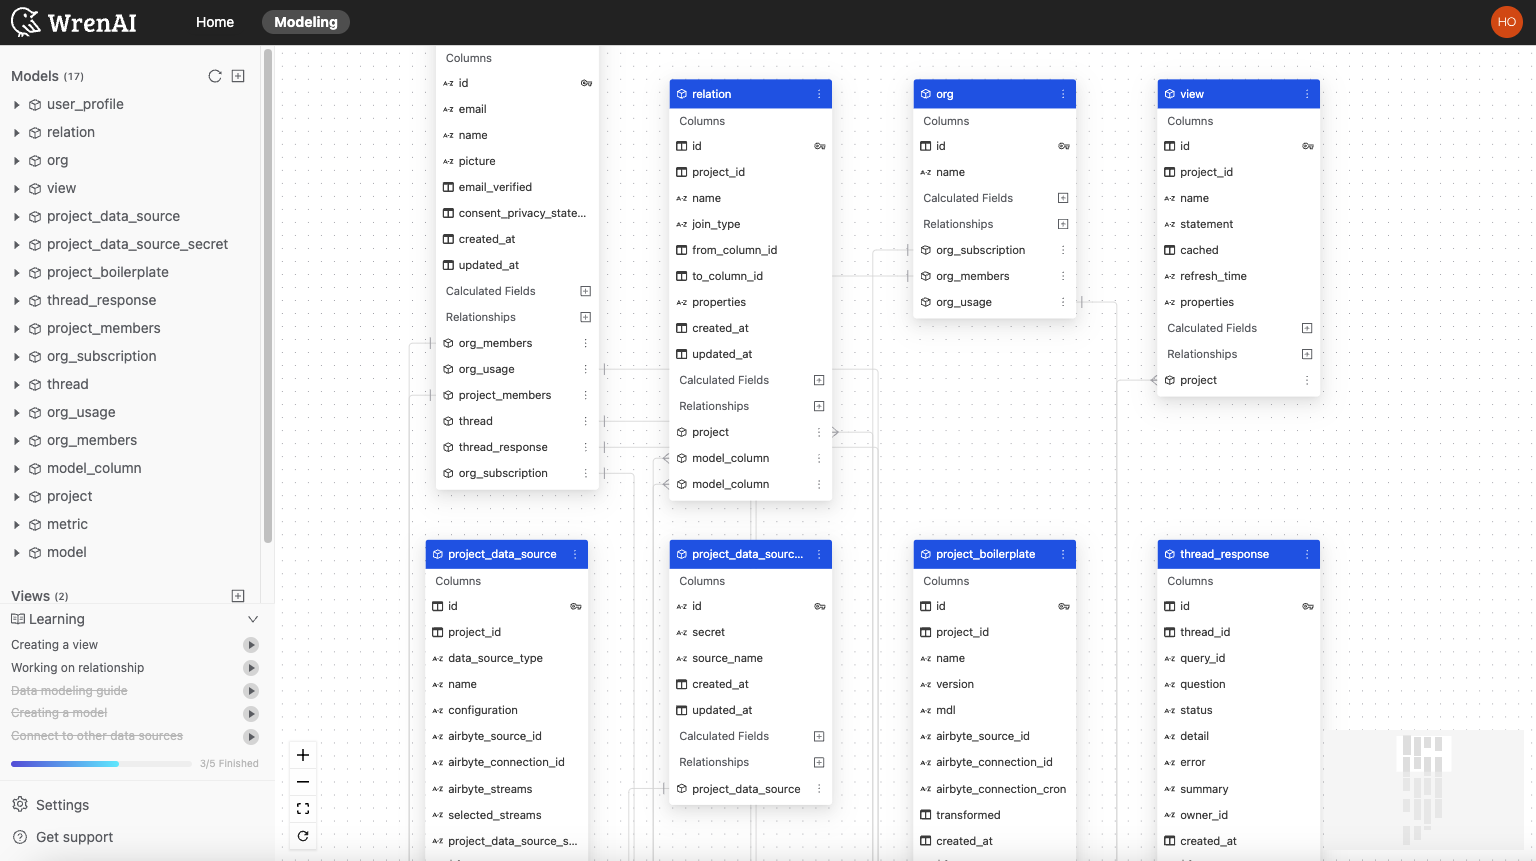 WrenAI
Home
Modeling
HO
Models (17)
user_profile
relation
org
view
project_data_source
project_data_source_secret
project_boilerplate
thread_response
project_members
org_subscription
thread
org_usage
org_members
model_column
project
metric
model
Views (2)
Learning
Creating a view
Working on relationship
Data modeling guide
Creating a model
Connect to other data sources
3/5 Finished
Settings
Get support
Columns
id
email
name
picture
email_verified
consent_privacy_state...
created_at
updated_at
Calculated Fields
Relationships
org_members
org_usage
project_members
thread
thread_response
org_subscription
relation
Columns
id
project_id
name
join_type
from_column_id
to_column_id
properties
created_at
updated_at
Calculated Fields
Relationships
project
model_column
model_column
org
Columns
id
name
Calculated Fields
Relationships
org_subscription
org_members
org_usage
view
Columns
id
project_id
name
statement
cached
refresh_time
properties
Calculated Fields
Relationships
project
project_data_source
Columns
id
project_id
data_source_type
name
configuration
airbyte_source_id
airbyte_connection_id
airbyte_streams
selected_streams
project_data_source_s...
project_data_sourc...
Columns
id
secret
source_name
created_at
updated_at
Calculated Fields
Relationships
project_data_source
project_boilerplate
Columns
id
project_id
name
version
mdl
airbyte_source_id
airbyte_connection_id
airbyte_connection_cron
transformed
created_at
thread_response
Columns
id
thread_id
query_id
question
status
detail
error
summary
owner_id
created_at